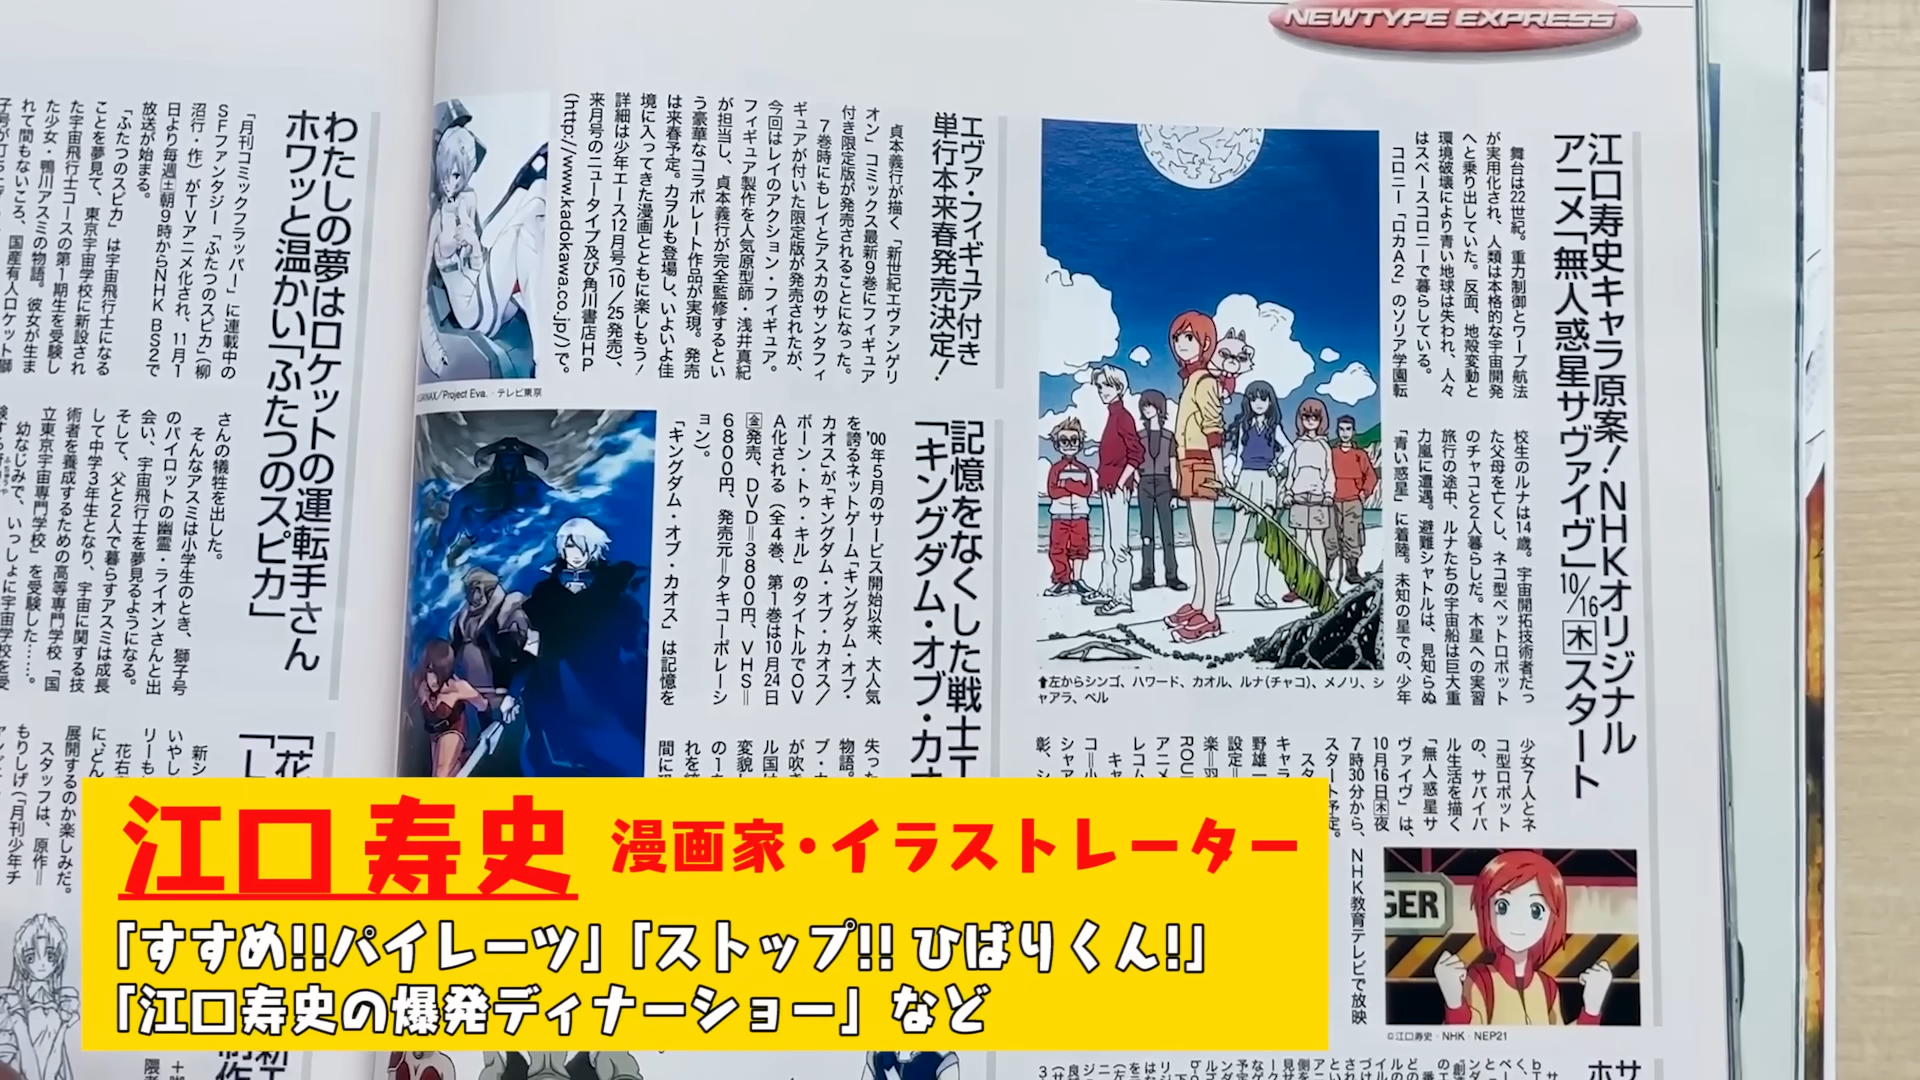 NEWTYPE EXPRESS
江口寿史キャラ原案!NHKオリジナル
アニメ「無人惑星サヴァイヴ」10/16木スタート
舞台は22世紀。重力制御とワープ航法
が実用化され、人類は本格的な宇宙開発
へと乗り出していた。反面、地殻変動と
環境破壊により青い地球は失われ、人々
はスペースコロニーで暮らしている。
コロニー「ロカA2」のソリア学園転
校生のルナは14歳。宇宙開拓技術者だっ
た父母を亡くし、ネコ型ペットロボット
のチャコと2人暮らしだ。木星への実習
旅行の途中、ルナたちの宇宙船は巨大重
力嵐に遭遇。避難シャトルは、見知らぬ
「青い惑星」に着陸。未知の星での、少年
少女7人とネ
コ型ロボット
の、サバイバ
ル生活を描く
「無人惑星サ
ヴァイヴ」は、
10月16日木夜
7時30分から、
NHK教育テレビで放映
スタート予定。
⬆左からシンゴ、ハワード、カオル、ルナ(チャコ)、メノリ、シ
ャアラ、ベル
GER
©江口寿史・NHK・NEP21
エヴァ・フィギュア付き
単行本来春発売決定!
貞本義行が描く「新世紀エヴァンゲリ
オン」コミックス最新9巻にフィギュア
付き限定版が発売されることになった。
7巻時にもレイとアスカのサンタフィ
ギュアが付いた限定版が発売されたが、
今回はレイのアクション・フィギュア。
フィギュア製作を人気原型師・浅井真紀
が担当し、貞本義行が完全監修するとい
う豪華なコラボレート作品が実現。発売
は来春予定。カヲルも登場し、いよいよ佳
境に入ってきた漫画とともに楽しもう!
詳細は少年エース12月号(10/25発売)、
来月号のニュータイプ及び角川書店HP
(http://www.kadokawa.co.jp/)で。
GAINAX/Project Eva.・テレビ東京
記憶をなくした戦士エ
「キングダム・オブ・カオ
'00年5月のサービス開始以来、大人気
を誇るネットゲーム「キングダム・オブ・
カオス」が「キングダム・オブ・カオス/
ボーン・トゥ・キル」のタイトルでOV
A化される(全4巻、第1巻は10月24日
金発売、DVD=3800円、VHS=
6800円、発売元=タキコーポレーシ
ョン)。
「キングダム・オブ・カオス」は記憶を
わたしの夢はロケットの運転手さん
ホワッと温かい「ふたつのスピカ」
「月刊コミックフラッパー」に連載中の
SFファンタジー「ふたつのスピカ」(柳
沼行・作)がTVアニメ化され、11月1
日より毎週土朝9時からNHK BS2で
放送が始まる。
「ふたつのスピカ」は宇宙飛行士になる
ことを夢見て、東京宇宙学校に新設され
た宇宙飛行士コースの第1期生を受験し
た少女・鴨川アスミの物語。彼女が生ま
れて間もないころ、国産有人ロケット獅
さんの犠牲を出した。
そんなアスミは小学生のとき、獅子号
のパイロットの幽霊・ライオンさんと出
会い、宇宙飛行士を夢見るようになる。
そして、父と2人で暮らすアスミは成長
して中学3年生となり、宇宙に関する技
術者を養成するための高等専門学校「国
立東京宇宙専門学校」を受験した……。
幼なじみで、いっしょに宇宙学校を受
江口寿史 漫画家・イラストレーター
「すすめ!!パイレーツ」「ストップ!! ひばりくん!」
「江口寿史の爆発ディナーショー」など